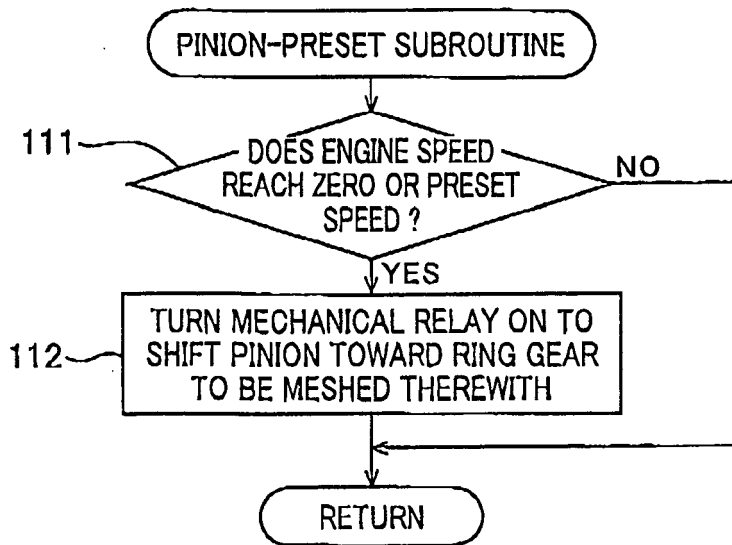 PINION-PRESET SUBROUTINE
111
DOES ENGINE SPEED
REACH ZERO OR PRESET
SPEED ?
NO
YES
112
TURN MECHANICAL RELAY ON TO
SHIFT PINION TOWARD RING GEAR
TO BE MESHED THEREWITH
RETURN